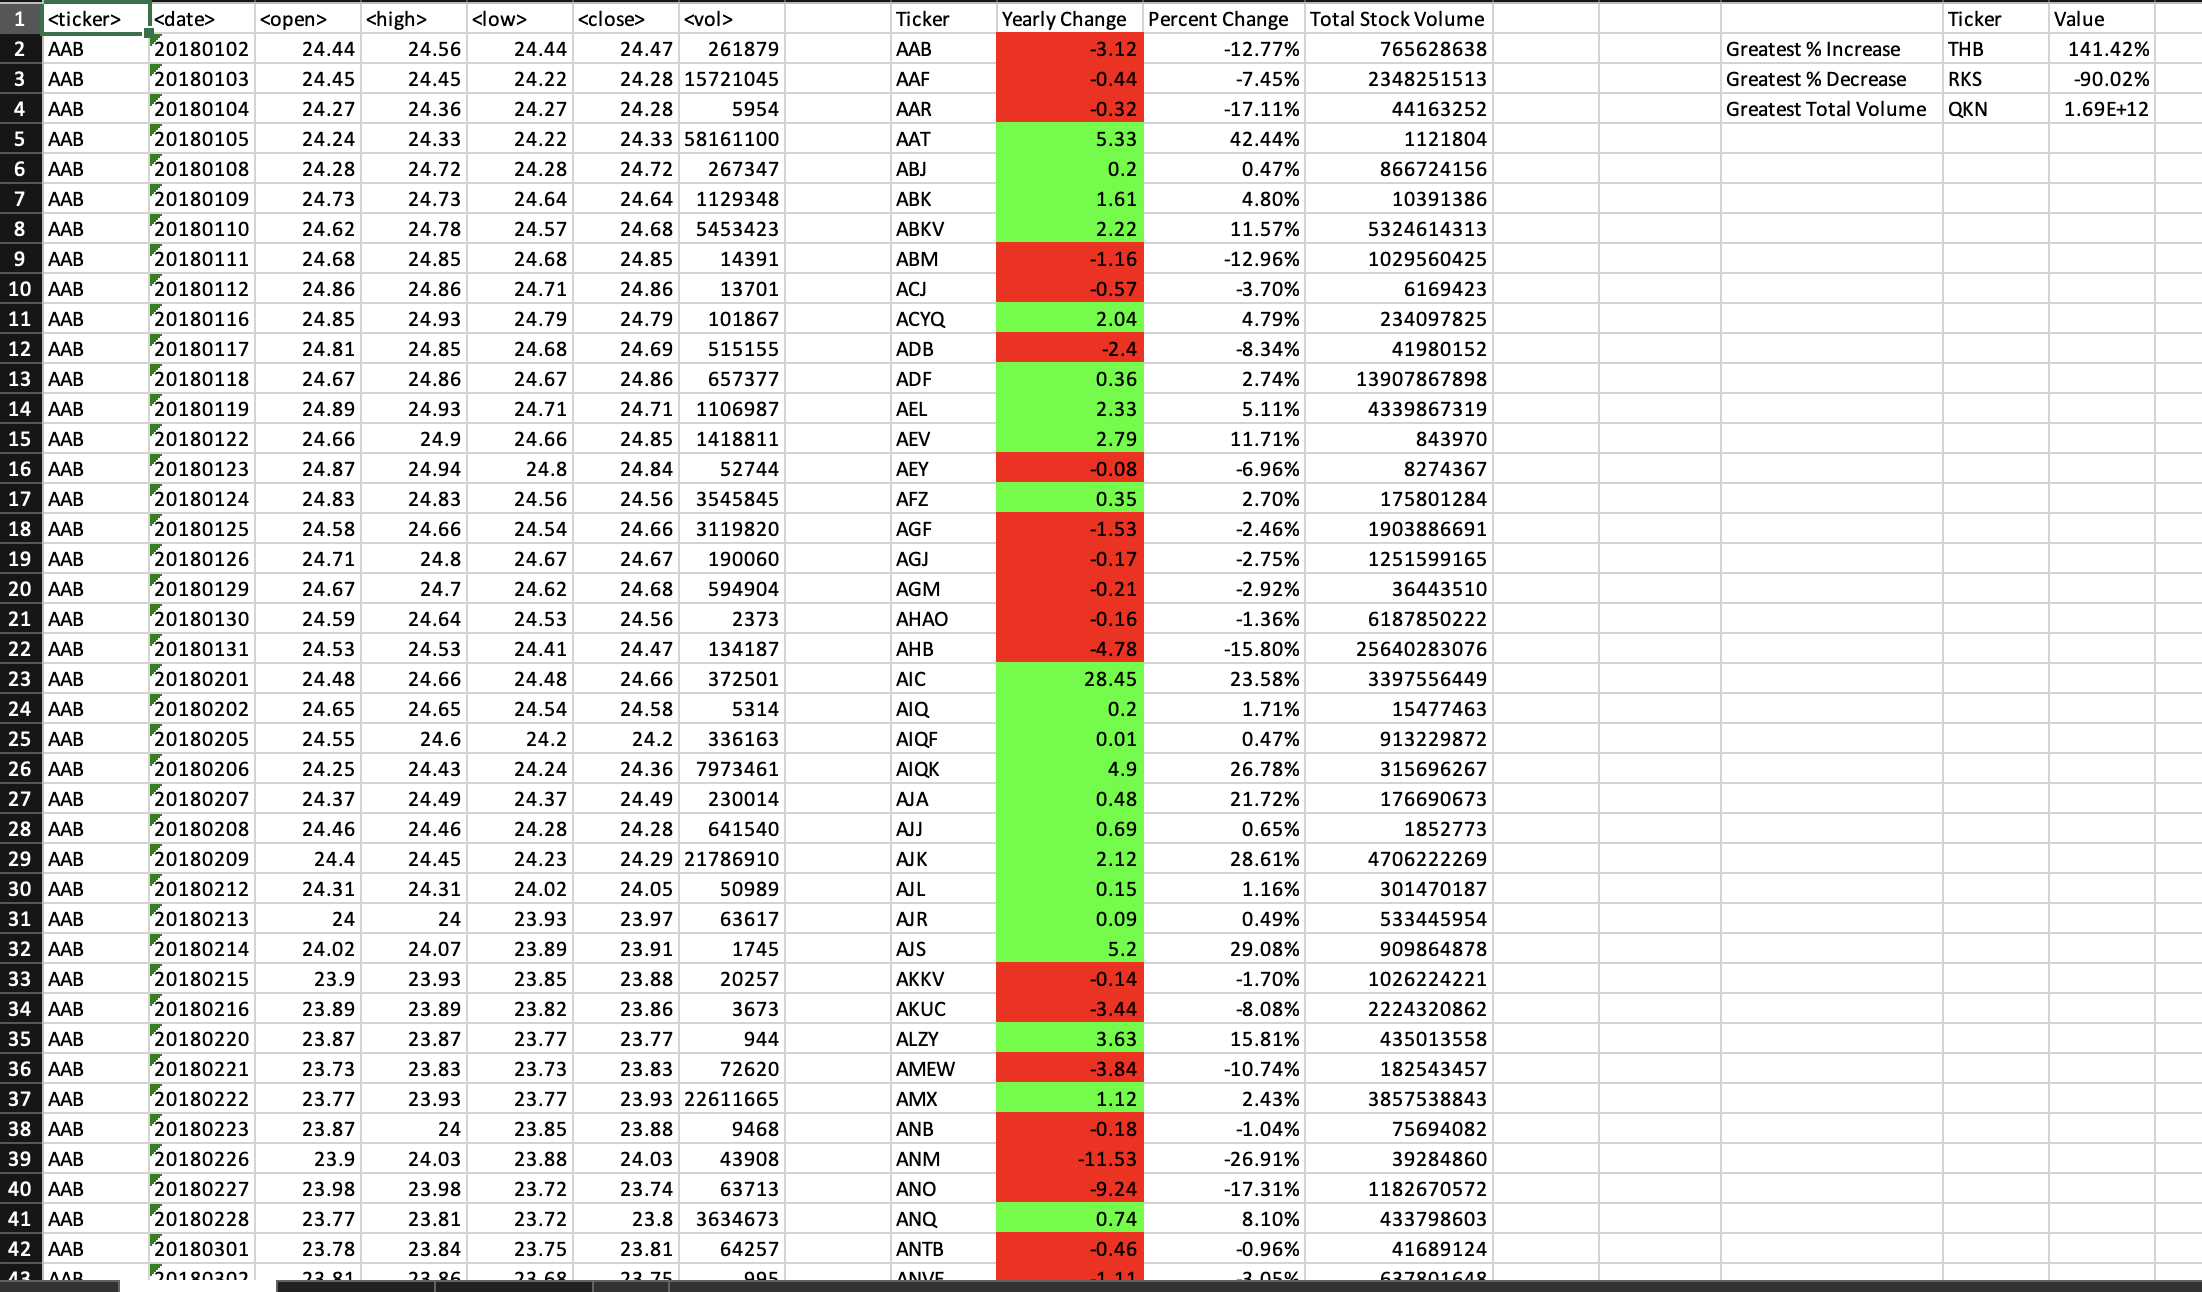 1 <ticker> <date> <open> <high> <low> <close> <vol> Ticker Yearly Change Percent Change Total Stock Volume Ticker Value
2 AAB 20180102 24.44 24.56 24.44 24.47 261879 AAB -3.12 -12.77% 765628638 Greatest % Increase THB 141.42%
3 AAB 20180103 24.45 24.45 24.22 24.28 15721045 AAF -0.44 -7.45% 2348251513 Greatest % Decrease RKS -90.02%
4 AAB 20180104 24.27 24.36 24.27 24.28 5954 AAR -0.32 -17.11% 44163252 Greatest Total Volume QKN 1.69E+12
5 AAB 20180105 24.24 24.33 24.22 24.33 58161100 AAT 5.33 42.44% 1121804
6 AAB 20180108 24.28 24.72 24.28 24.72 267347 ABJ 0.2 0.47% 866724156
7 AAB 20180109 24.73 24.73 24.64 24.64 1129348 ABK 1.61 4.80% 10391386
8 AAB 20180110 24.62 24.78 24.57 24.68 5453423 ABKV 2.22 11.57% 5324614313
9 AAB 20180111 24.68 24.85 24.68 24.85 14391 ABM -1.16 -12.96% 1029560425
10 AAB 20180112 24.86 24.86 24.71 24.86 13701 ACJ -0.57 -3.70% 6169423
11 AAB 20180116 24.85 24.93 24.79 24.79 101867 ACYQ 2.04 4.79% 234097825
12 AAB 20180117 24.81 24.85 24.68 24.69 515155 ADB -2.4 -8.34% 41980152
13 AAB 20180118 24.67 24.86 24.67 24.86 657377 ADF 0.36 2.74% 13907867898
14 AAB 20180119 24.89 24.93 24.71 24.71 1106987 AEL 2.33 5.11% 4339867319
15 AAB 20180122 24.66 24.9 24.66 24.85 1418811 AEV 2.79 11.71% 843970
16 AAB 20180123 24.87 24.94 24.8 24.84 52744 AEY -0.08 -6.96% 8274367
17 AAB 20180124 24.83 24.83 24.56 24.56 3545845 AFZ 0.35 2.70% 175801284
18 AAB 20180125 24.58 24.66 24.54 24.66 3119820 AGF -1.53 -2.46% 1903886691
19 AAB 20180126 24.71 24.8 24.67 24.67 190060 AGJ -0.17 -2.75% 1251599165
20 AAB 20180129 24.67 24.7 24.62 24.68 594904 AGM -0.21 -2.92% 36443510
21 AAB 20180130 24.59 24.64 24.53 24.56 2373 AHAO -0.16 -1.36% 6187850222
22 AAB 20180131 24.53 24.53 24.41 24.47 134187 AHB -4.78 -15.80% 25640283076
23 AAB 20180201 24.48 24.66 24.48 24.66 372501 AIC 28.45 23.58% 3397556449
24 AAB 20180202 24.65 24.65 24.54 24.58 5314 AIQ 0.2 1.71% 15477463
25 AAB 20180205 24.55 24.6 24.2 24.2 336163 AIQF 0.01 0.47% 913229872
26 AAB 20180206 24.25 24.43 24.24 24.36 7973461 AIQK 4.9 26.78% 315696267
27 AAB 20180207 24.37 24.49 24.37 24.49 230014 AJA 0.48 21.72% 176690673
28 AAB 20180208 24.46 24.46 24.28 24.28 641540 AJJ 0.69 0.65% 1852773
29 AAB 20180209 24.4 24.45 24.23 24.29 21786910 AJK 2.12 28.61% 4706222269
30 AAB 20180212 24.31 24.31 24.02 24.05 50989 AJL 0.15 1.16% 301470187
31 AAB 20180213 24 24 23.93 23.97 63617 AJR 0.09 0.49% 533445954
32 AAB 20180214 24.02 24.07 23.89 23.91 1745 AJS 5.2 29.08% 909864878
33 AAB 20180215 23.9 23.93 23.85 23.88 20257 AKKV -0.14 -1.70% 1026224221
34 AAB 20180216 23.89 23.89 23.82 23.86 3673 AKUC -3.44 -8.08% 2224320862
35 AAB 20180220 23.87 23.87 23.77 23.77 944 ALZY 3.63 15.81% 435013558
36 AAB 20180221 23.73 23.83 23.73 23.83 72620 AMEW -3.84 -10.74% 182543457
37 AAB 20180222 23.77 23.93 23.77 23.93 22611665 AMX 1.12 2.43% 3857538843
38 AAB 20180223 23.87 24 23.85 23.88 9468 ANB -0.18 -1.04% 75694082
39 AAB 20180226 23.9 24.03 23.88 24.03 43908 ANM -11.53 -26.91% 39284860
40 AAB 20180227 23.98 23.98 23.72 23.74 63713 ANO -9.24 -17.31% 1182670572
41 AAB 20180228 23.77 23.81 23.72 23.8 3634673 ANQ 0.74 8.10% 433798603
42 AAB 20180301 23.78 23.84 23.75 23.81 64257 ANTB -0.46 -0.96% 41689124
43 AAB 20180302 23.81 23.86 23.68 23.75 995 -1.11 -3.05% 637801648